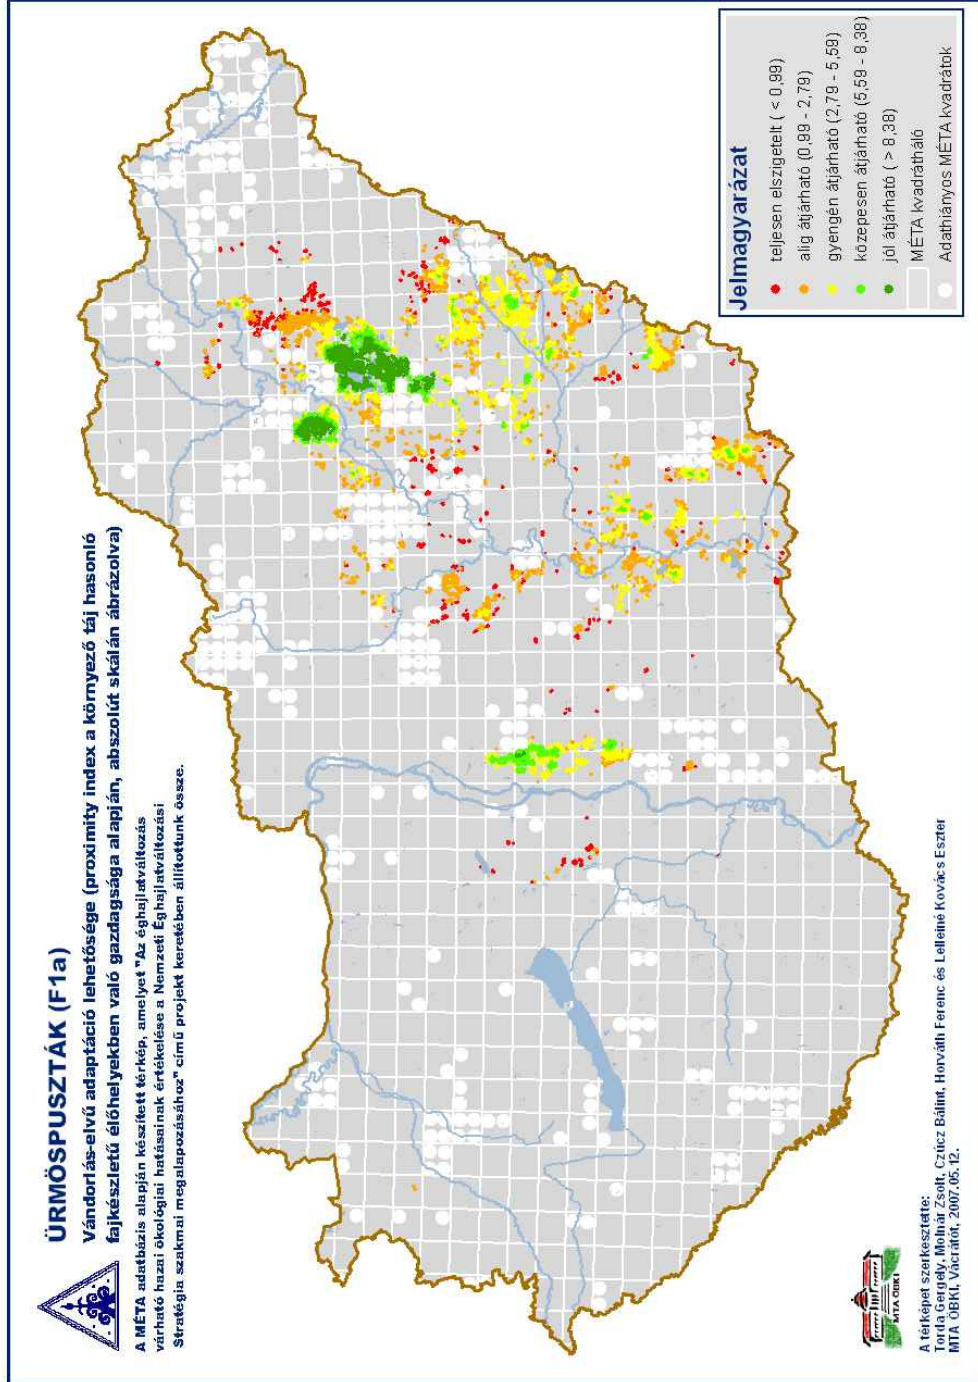 ÜRMÖSPUSZTÁK (F1a)
Vándorlás-elvű adaptáció lehetősége (proximity index a környező táj hasonló
fajkészletű élőhelyekben való gazdagsága alapján, abszolút skálán ábrázolva)
A MÉTA adatbázis alapján készített térkép, amelyet "Az éghajlatváltozás
várható hazai ökológiai hatásainak értékelése a Nemzeti Éghajlatváltozási
Stratégia szakmai megalapozásához" című projekt keretében állítottunk össze.
Jelmagyarázat
teljesen elszigetelt ( < 0,99)
alig átjárható (0,99 - 2,79)
gyengén átjárható (2,79 - 5,59)
közepesen átjárható (5,59 - 8,38)
jól átjárható ( > 8,38)
MÉTA kvadrátháló
Adathiányos MÉTA kvadrátok
MTA ÖBKI
A térképet szerkesztette:
Torda Gergely, Molnár Zsolt, Czúcz Bálint, Horváth Ferenc és Lelleiné Kovács Eszter
MTA ÖBKI, Vácrátót, 2007.05.12.